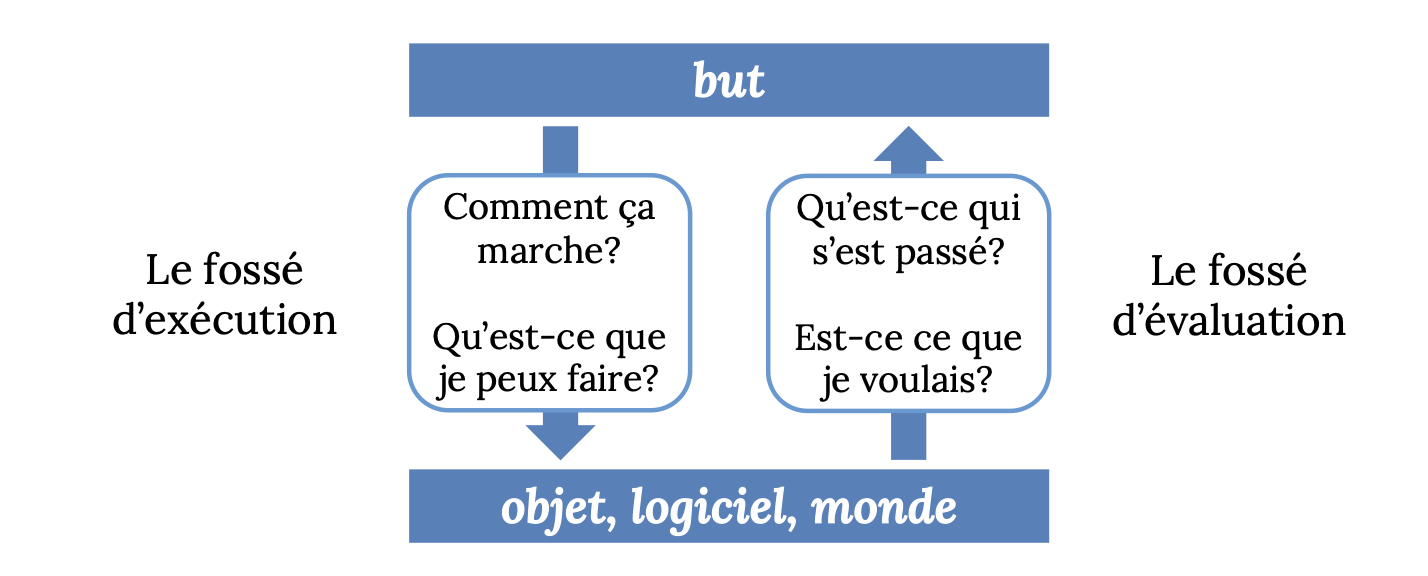 but
Comment ça
marche?
Qu’est-ce que
je peux faire?
Qu’est-ce qui
s’est passé?
Est-ce ce que
je voulais?
Le fossé
d’exécution
Le fossé
d’évaluation
objet, logiciel, monde